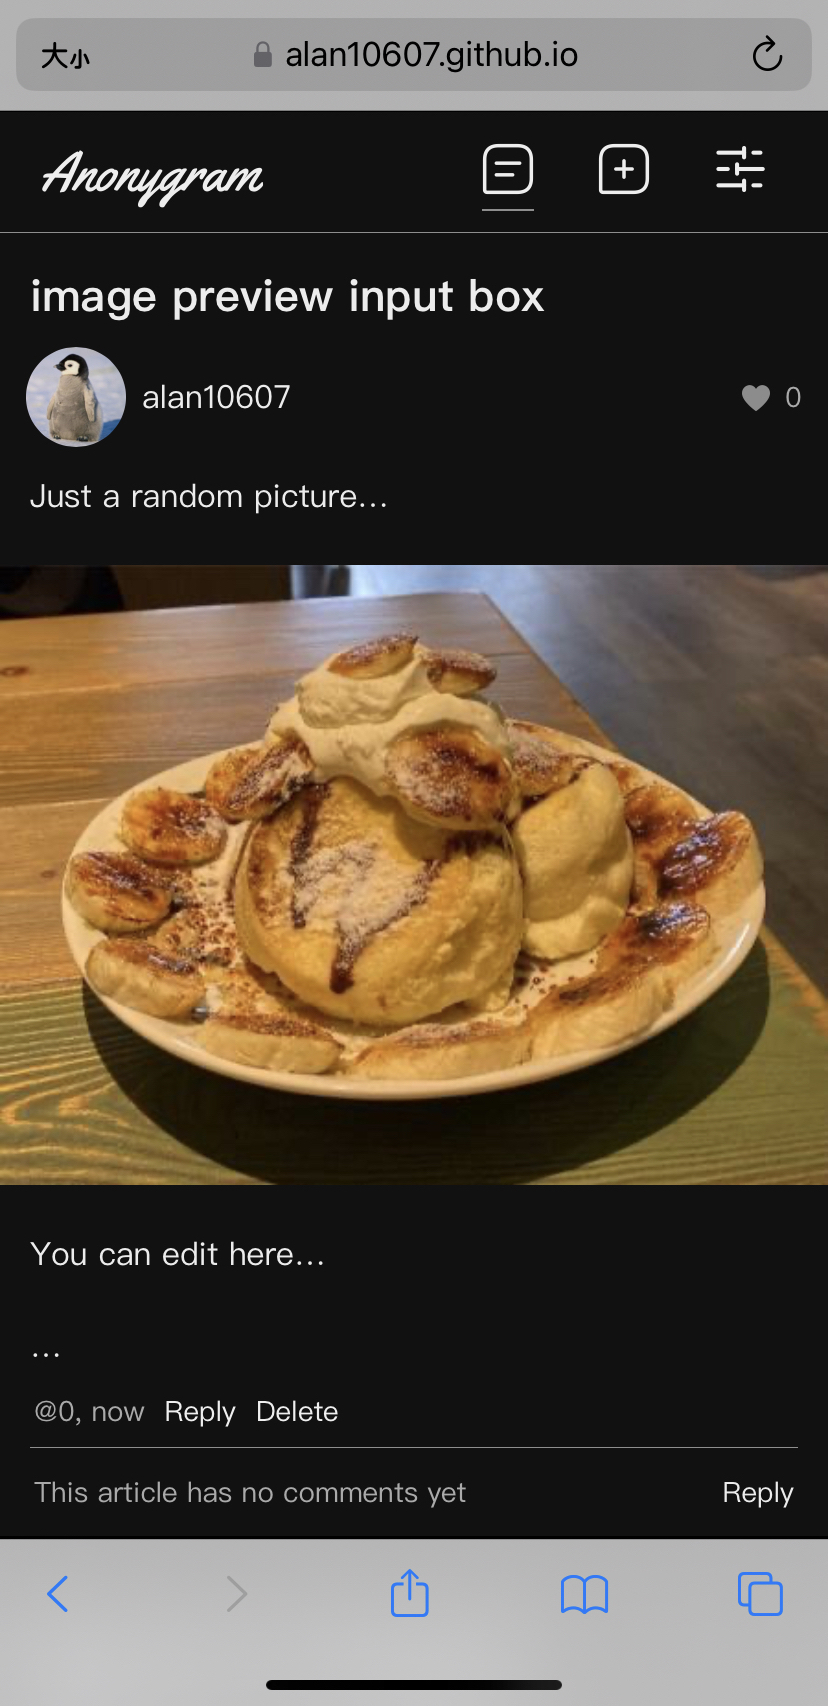 大小
alan10607.github.io
Anonygram
image preview input box
alan10607
0
Just a random picture...
You can edit here...
...
@0, now Reply Delete
This article has no comments yet Reply